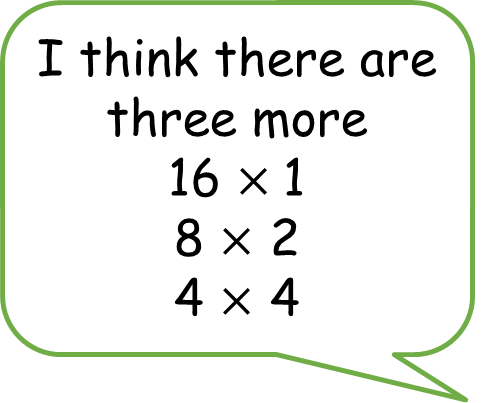 I think there are
three more
16 × 1
8 × 2
4 × 4